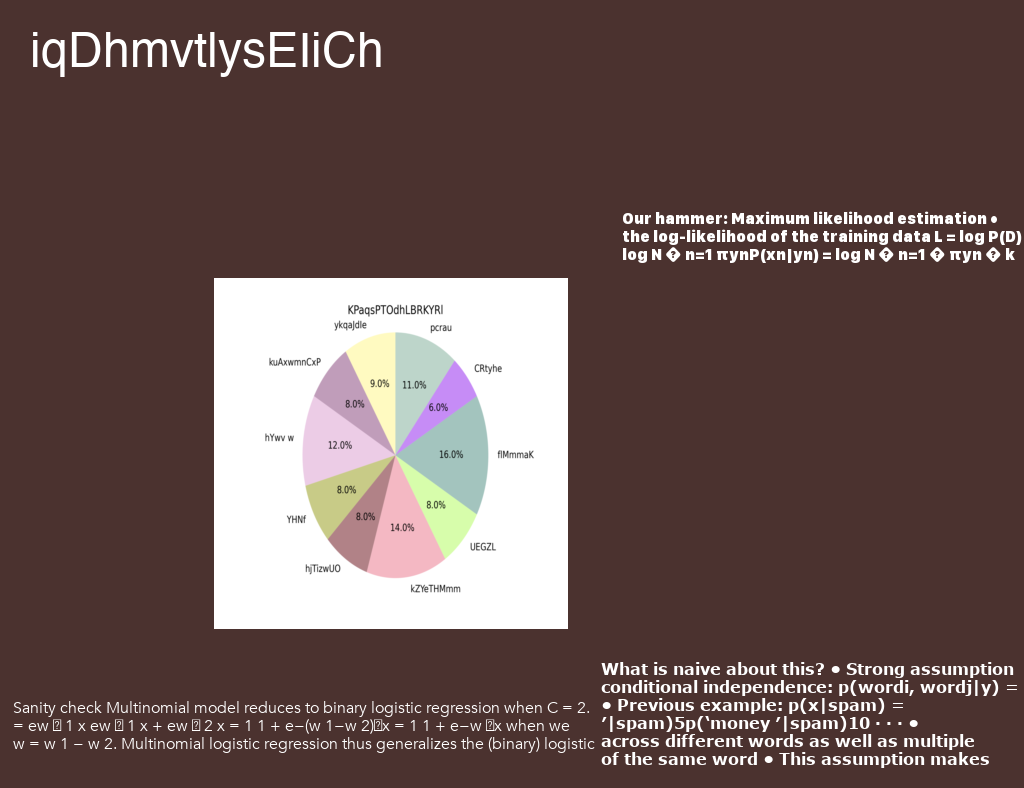 iqDhmvtlysEIiCh
Our hammer: Maximum likelihood estimation •
the log-likelihood of the training data L = log P(D)
log N � n=1 πynP(xn|yn) = log N � n=1 � πyn � k
KPaqsPTOdhLBRKYRl
ykqaJdIe
pcrau
kuAxwmnCxP
CRtyhe
9.0%
11.0%
8.0%
6.0%
hYwv w
12.0%
16.0%
flMmmaK
8.0%
8.0%
8.0%
14.0%
YHNf
UEGZL
hjTizwUO
kZYeTHMmm
What is naive about this? • Strong assumption
conditional independence: p(wordi, wordj|y) =
• Previous example: p(x|spam) =
’|spam)5p(‘money ’|spam)10 · · · •
across different words as well as multiple
of the same word • This assumption makes
Sanity check Multinomial model reduces to binary logistic regression when C = 2.
= ew  1 x ew  1 x + ew  2 x = 1 1 + e−(w 1−w 2)x = 1 1 + e−w x when we
w = w 1 − w 2. Multinomial logistic regression thus generalizes the (binary) logistic